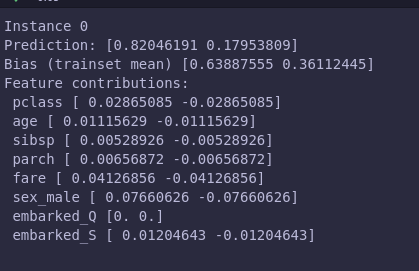 Instance 0
Prediction: [0.82046191 0.17953809]
Bias (trainset mean) [0.63887555 0.36112445]
Feature contributions:
pclass [ 0.02865085 -0.02865085]
age [ 0.01115629 -0.01115629]
sibsp [ 0.00528926 -0.00528926]
parch [ 0.00656872 -0.00656872]
fare [ 0.04126856 -0.04126856]
sex_male [ 0.07660626 -0.07660626]
embarked_Q [0. 0.]
embarked_S [ 0.01204643 -0.01204643]